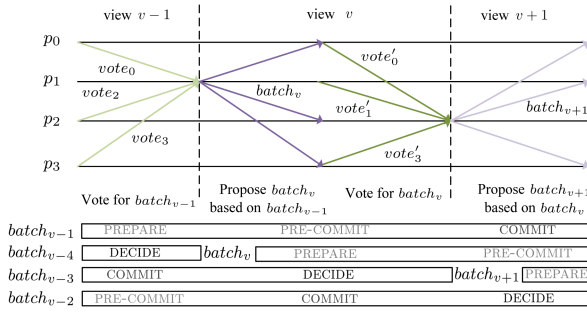 view v − 1
view v
view v + 1
p₀
vote₀
vote′₀
p₁
vote₂
batchᵥ
vote′₁
batchᵥ₊₁
p₂
vote₃
vote′₃
p₃
Vote for batchᵥ₋₁
Propose batchᵥ
based on batchᵥ₋₁
Vote for batchᵥ
Propose batchᵥ₊₁
based on batchᵥ
batchᵥ₋₁ PREPARE PRE-COMMIT COMMIT
batchᵥ₋₄ DECIDE batchᵥ PREPARE PRE-COMMIT
batchᵥ₋₃ COMMIT DECIDE batchᵥ₊₁ PREPARE
batchᵥ₋₂ PRE-COMMIT COMMIT DECIDE